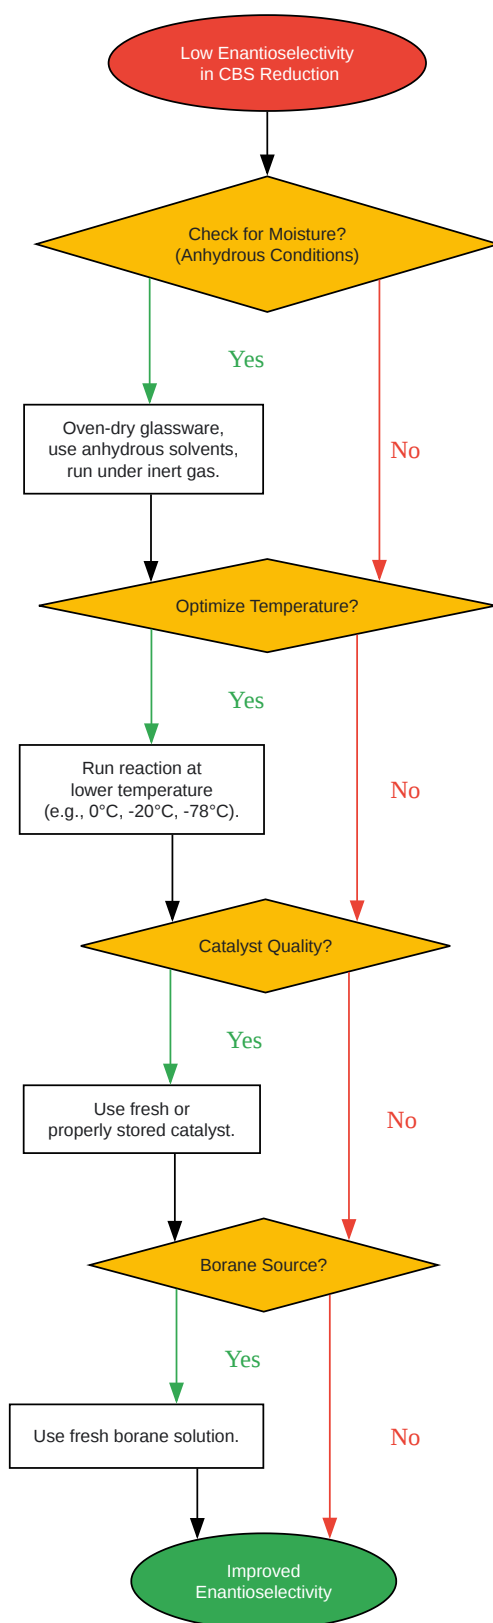 Low Enantioselectivity
in CBS Reduction
Check for Moisture?
(Anhydrous Conditions)
Yes
Oven-dry glassware,
use anhydrous solvents,
run under inert gas.
No
Optimize Temperature?
Yes
Run reaction at
lower temperature
(e.g., 0°C, -20°C, -78°C).
No
Catalyst Quality?
Yes
Use fresh or
properly stored catalyst.
No
Borane Source?
Yes
Use fresh borane solution.
No
Improved
Enantioselectivity